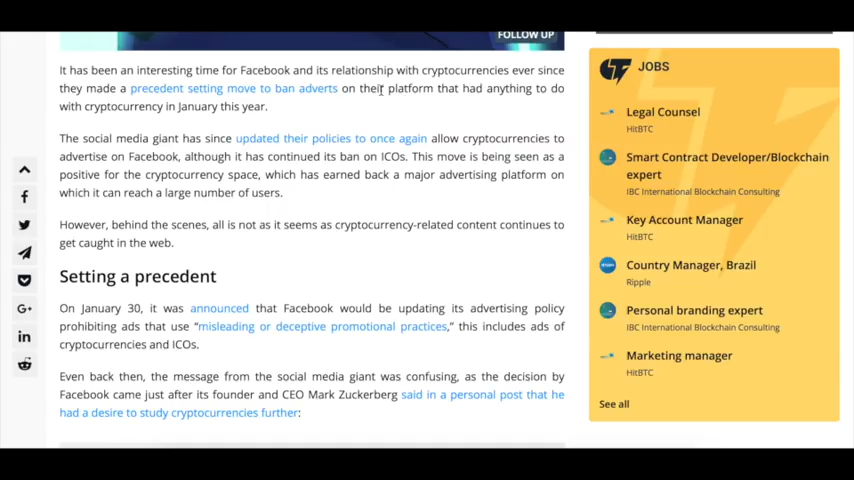 FOLLOW UP
It has been an interesting time for Facebook and its relationship with cryptocurrencies ever since
they made a precedent setting move to ban adverts on their platform that had anything to do
with cryptocurrency in January this year.
The social media giant has since updated their policies to once again allow cryptocurrencies to
advertise on Facebook, although it has continued its ban on ICOs. This move is being seen as a
positive for the cryptocurrency space, which has earned back a major advertising platform on
which it can reach a large number of users.
However, behind the scenes, all is not as it seems as cryptocurrency-related content continues to
get caught in the web.
Setting a precedent
On January 30, it was announced that Facebook would be updating its advertising policy
prohibiting ads that use “misleading or deceptive promotional practices,” this includes ads of
cryptocurrencies and ICOs.
Even back then, the message from the social media giant was confusing, as the decision by
Facebook came just after its founder and CEO Mark Zuckerberg said in a personal post that he
had a desire to study cryptocurrencies further:
JOBS
Legal Counsel
HitBTC
Smart Contract Developer/Blockchain
expert
IBC International Blockchain Consulting
Key Account Manager
HitBTC
Country Manager, Brazil
Ripple
Personal branding expert
IBC International Blockchain Consulting
Marketing manager
HitBTC
See all